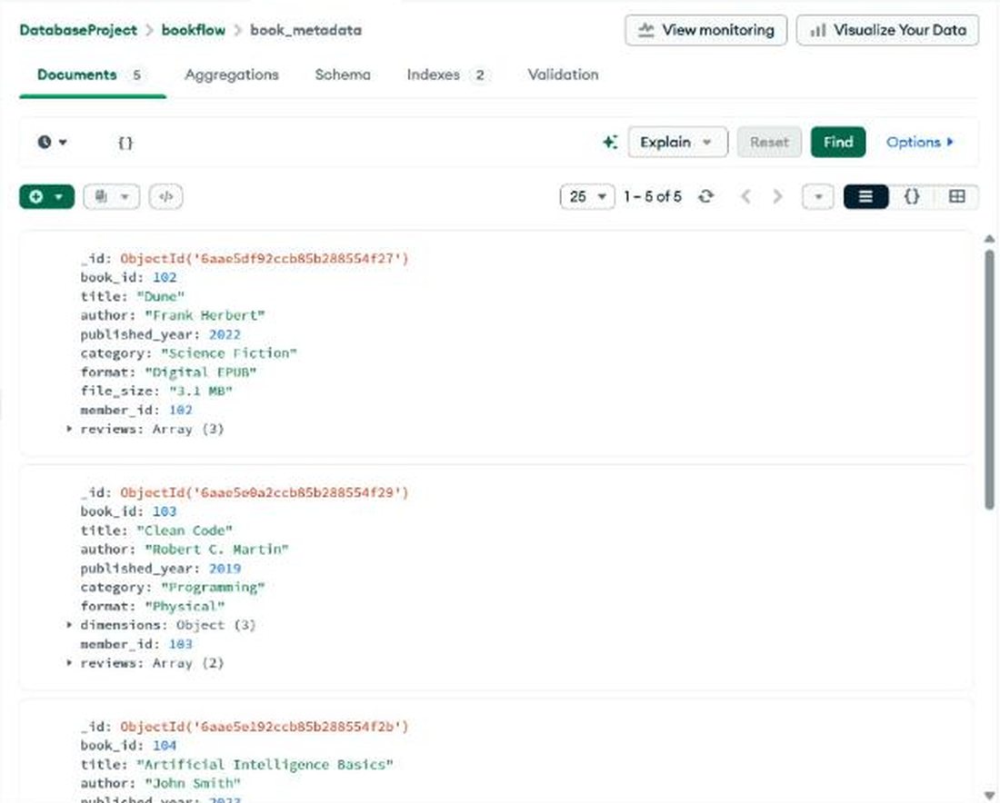 DatabaseProject > bookflow > book_metadata
View monitoring
Visualize Your Data
Documents 5 Aggregations Schema Indexes 2 Validation
{} Explain Reset Find Options
</> 25 1 – 5 of 5 {}
_id: ObjectId('6aae5df92ccb85b288554f27')
book_id: 102
title: "Dune"
author: "Frank Herbert"
published_year: 2022
category: "Science Fiction"
format: "Digital EPUB"
file_size: "3.1 MB"
member_id: 102
reviews: Array (3)
_id: ObjectId('6aae5e0a2ccb85b288554f29')
book_id: 103
title: "Clean Code"
author: "Robert C. Martin"
published_year: 2019
category: "Programming"
format: "Physical"
dimensions: Object (3)
member_id: 103
reviews: Array (2)
_id: ObjectId('6aae5e192ccb85b288554f2b')
book_id: 104
title: "Artificial Intelligence Basics"
author: "John Smith"
published_year: 2023